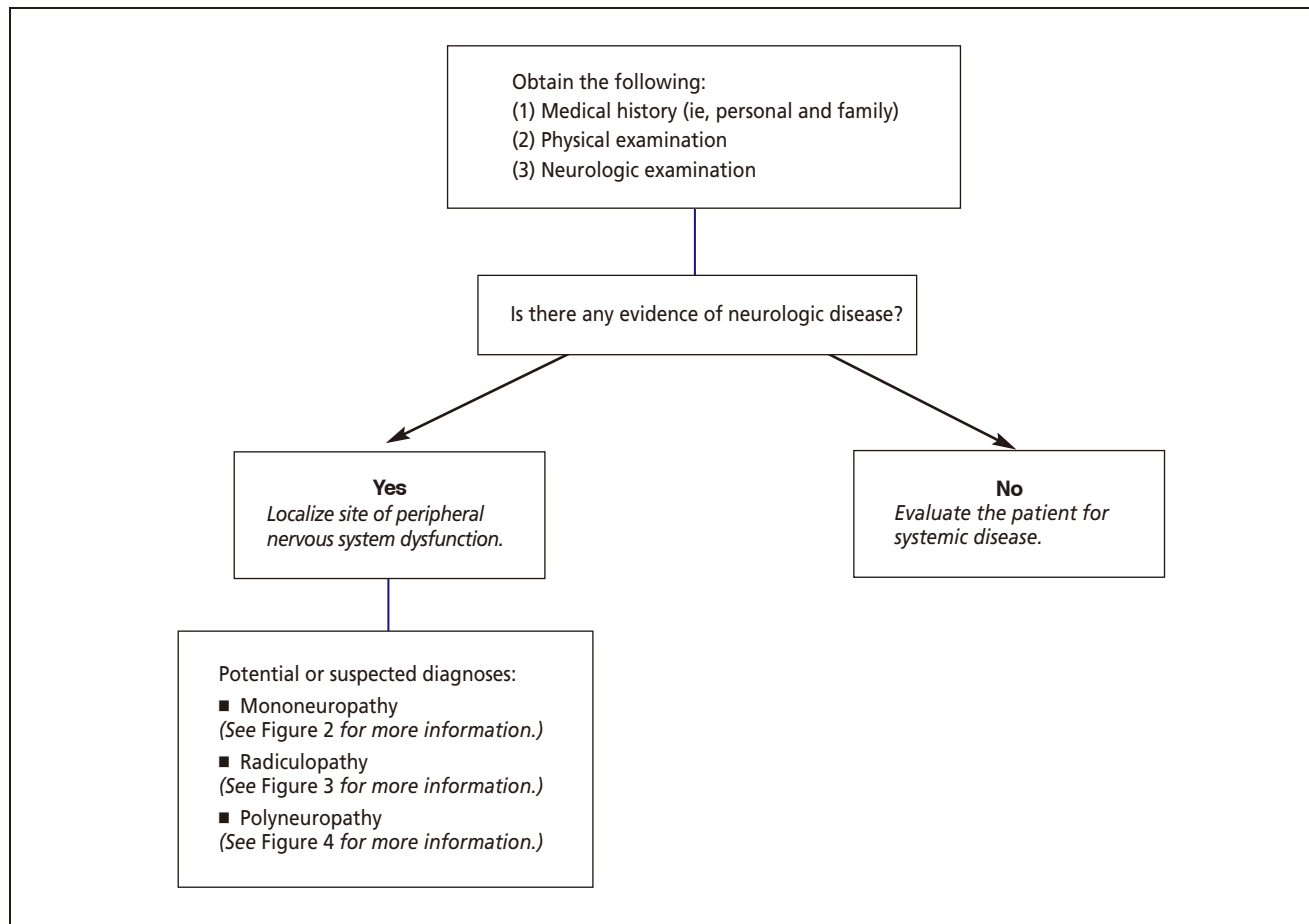 Obtain the following:
(1) Medical history (ie, personal and family)
(2) Physical examination
(3) Neurologic examination
Is there any evidence of neurologic disease?
Yes
Localize site of peripheral
nervous system dysfunction.
No
Evaluate the patient for
systemic disease.
Potential or suspected diagnoses:
■ Mononeuropathy
(See Figure 2 for more information.)
■ Radiculopathy
(See Figure 3 for more information.)
■ Polyneuropathy
(See Figure 4 for more information.)